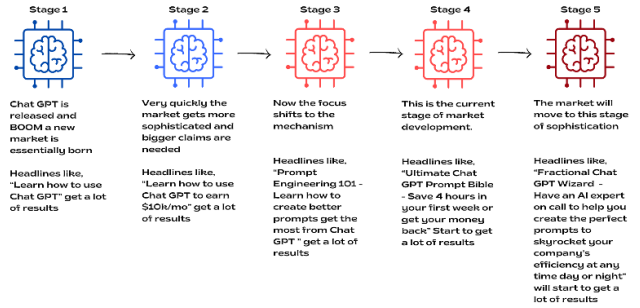 Stage 1
Chat GPT is
released and
BOOM a new
market is
essentially born
Headlines like,
"Learn how to use
Chat GPT" get a lot
of results
Stage 2
Very quickly the
market gets more
sophisticated and
bigger claims are
needed
Headlines like,
"Learn how to use
Chat GPT to earn
$10k/mo" get a lot
of results
Stage 3
Now the focus
shifts to the
mechanism
Headlines like,
"Prompt
Engineering 101 -
Learn how to
create better
prompts get the
most from Chat
GPT " get a lot of
results
Stage 4
This is the current
stage of market
development.
Headlines like,
"Ultimate Chat
GPT Prompt Bible
- Save 4 hours in
your first week or
get your money
back" Start to get
a lot of results
Stage 5
The market will
move to this stage
of sophistication
Headlines like,
"Fractional Chat
GPT Wizard -
Have an AI expert
on call to help you
create the perfect
prompts to
skyrocket your
company's
efficiency at any
time day or night"
will start to get a
lot of results